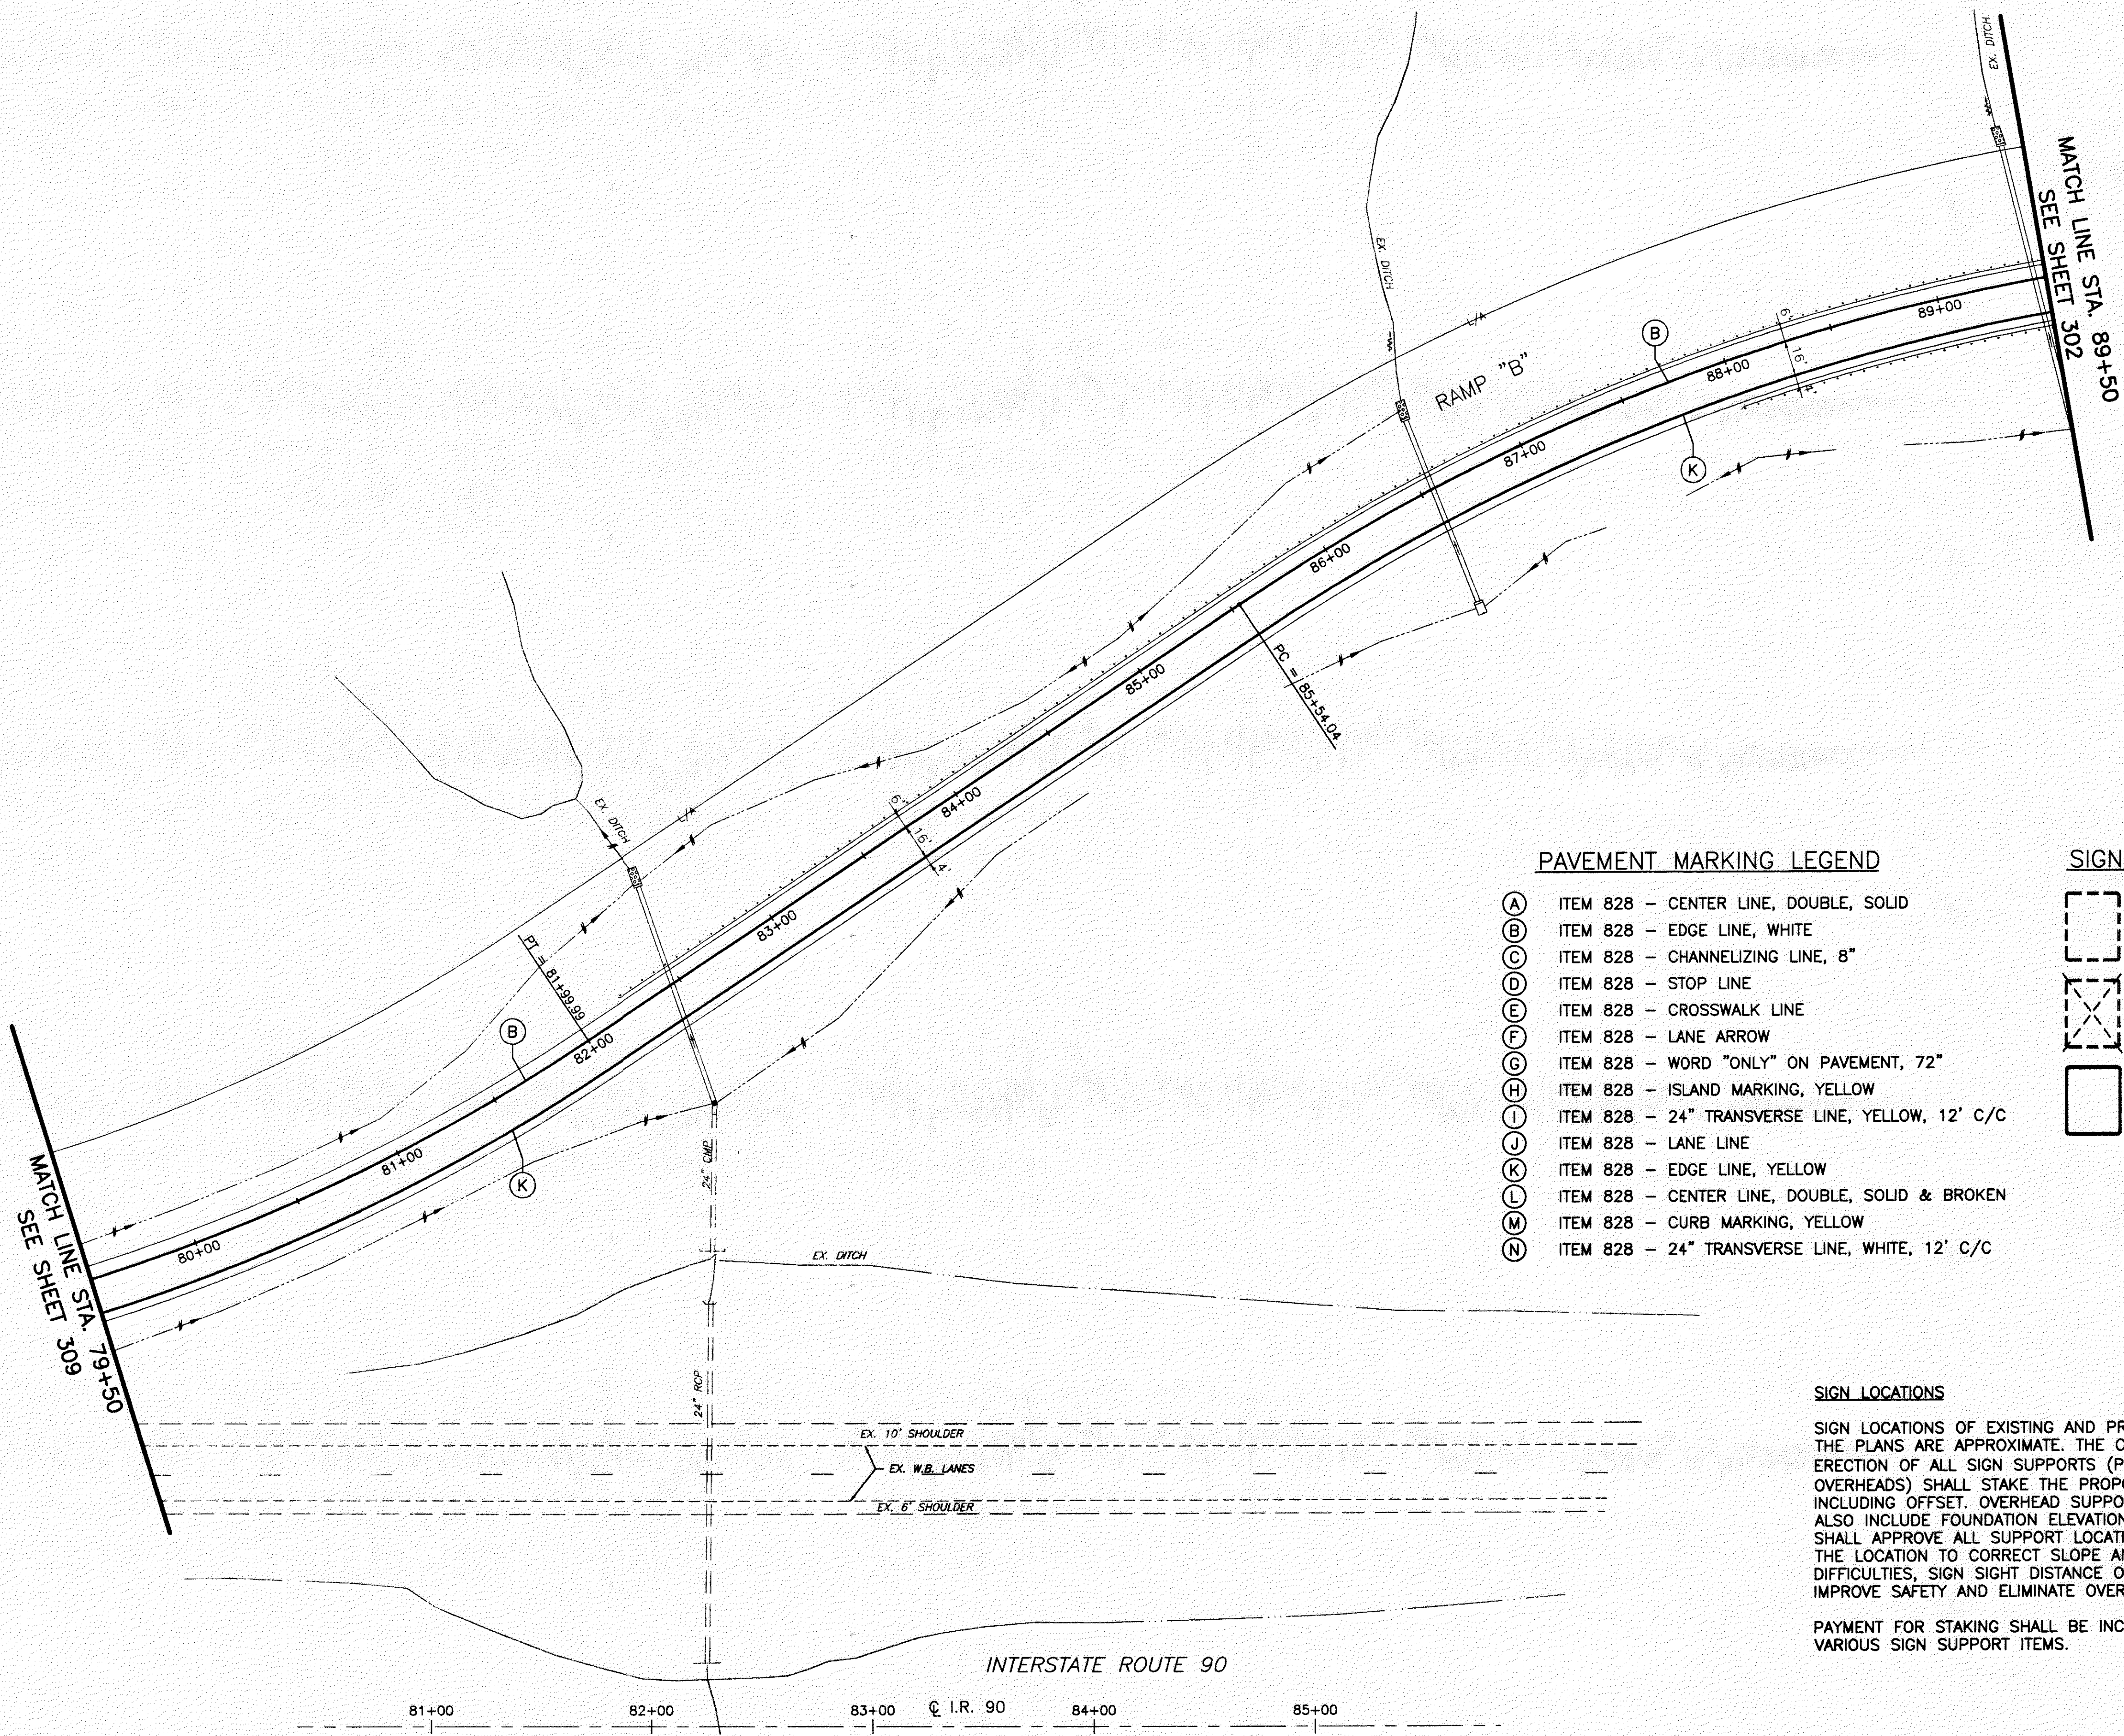 EX. DITCH
MATCH LINE STA. 89+50
SEE SHEET 302
EX. DITCH
L/A
RAMP "B"
B
6'
16'
4'
89+00
88+00
87+00
K
86+00
PC = 85+54.04
85+00
EX. DITCH
L/A
6'
16'
4'
84+00
83+00
PT = 81+99.99
82+00
B
81+00
K
80+00
MATCH LINE STA. 79+50
SEE SHEET 309
24" CMP
EX. DITCH
24" RCP
EX. 10' SHOULDER
EX. W.B. LANES
EX. 6' SHOULDER
INTERSTATE ROUTE 90
81+00
82+00
83+00
℄ I.R. 90
84+00
85+00
PAVEMENT MARKING LEGEND
A ITEM 828 – CENTER LINE, DOUBLE, SOLID
B ITEM 828 – EDGE LINE, WHITE
C ITEM 828 – CHANNELIZING LINE, 8"
D ITEM 828 – STOP LINE
E ITEM 828 – CROSSWALK LINE
F ITEM 828 – LANE ARROW
G ITEM 828 – WORD "ONLY" ON PAVEMENT, 72"
H ITEM 828 – ISLAND MARKING, YELLOW
I ITEM 828 – 24" TRANSVERSE LINE, YELLOW, 12' C/C
J ITEM 828 – LANE LINE
K ITEM 828 – EDGE LINE, YELLOW
L ITEM 828 – CENTER LINE, DOUBLE, SOLID & BROKEN
M ITEM 828 – CURB MARKING, YELLOW
N ITEM 828 – 24" TRANSVERSE LINE, WHITE, 12' C/C
SIGN
SIGN LOCATIONS
SIGN LOCATIONS OF EXISTING AND
THE PLANS ARE APPROXIMATE. THE
ERECTION OF ALL SIGN SUPPORTS
OVERHEADS) SHALL STAKE THE
INCLUDING OFFSET. OVERHEAD
ALSO INCLUDE FOUNDATION
SHALL APPROVE ALL SUPPORT
THE LOCATION TO CORRECT SLOPE
DIFFICULTIES, SIGN SIGHT DISTANCE
IMPROVE SAFETY AND ELIMINATE
PAYMENT FOR STAKING SHALL BE
VARIOUS SIGN SUPPORT ITEMS.